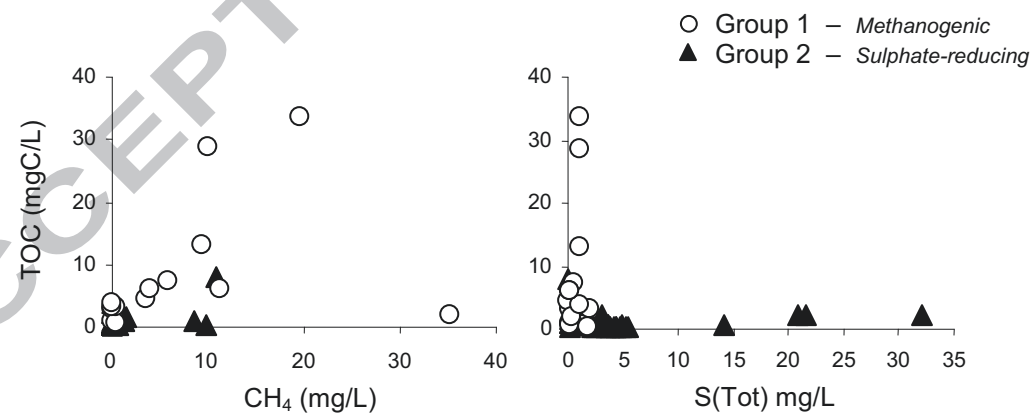 CCEPT
Group 1 – Methanogenic
Group 2 – Sulphate-reducing
TOC (mgC/L)
40
30
20
10
0
0 10 20 30 40
CH₄ (mg/L)
40
30
20
10
0
0 5 10 15 20 25 30 35
S(Tot) mg/L